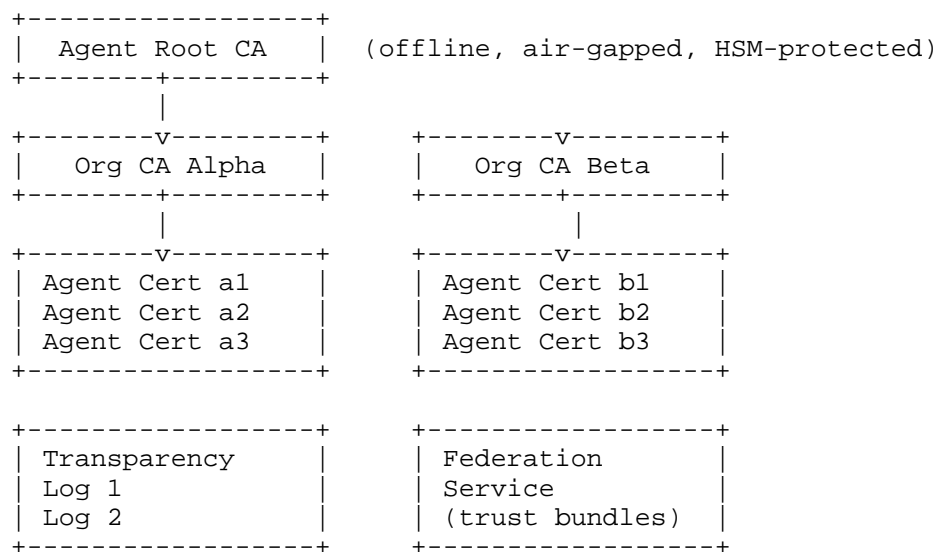 Agent Root CA (offline, air-gapped, HSM-protected)
Org CA Alpha Org CA Beta
Agent Cert a1 Agent Cert b1
Agent Cert a2 Agent Cert b2
Agent Cert a3 Agent Cert b3
Transparency Federation
Log 1 Service
Log 2 (trust bundles)